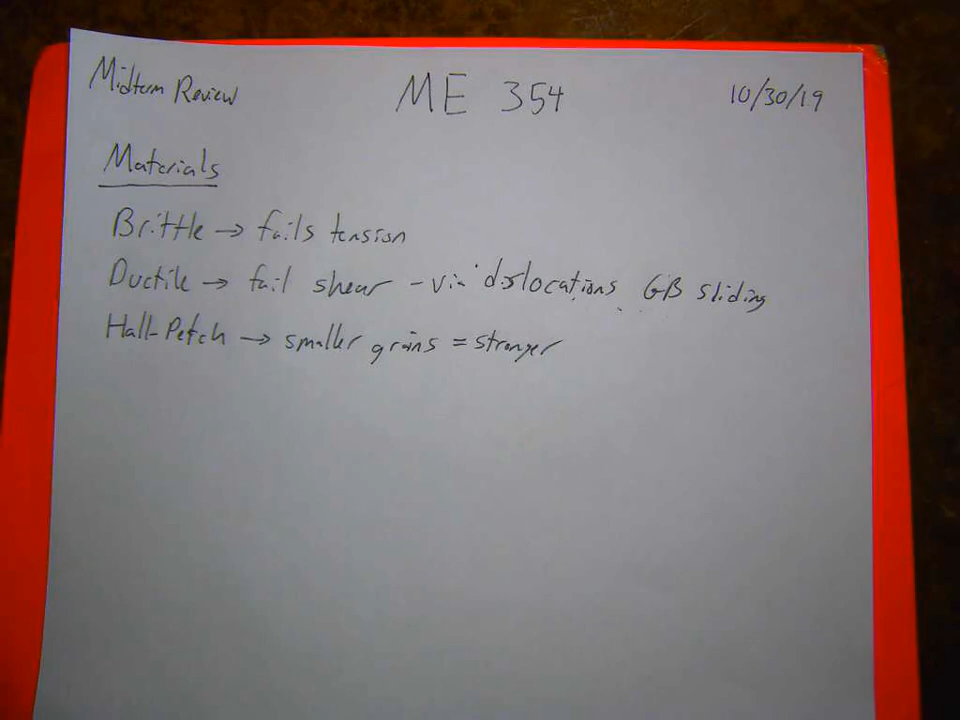 Midterm Review ME 354 10/30/19
Materials
Brittle → fails tension
Ductile → fail shear - via dislocations, GB sliding
Hall-Petch → smaller grains = stronger